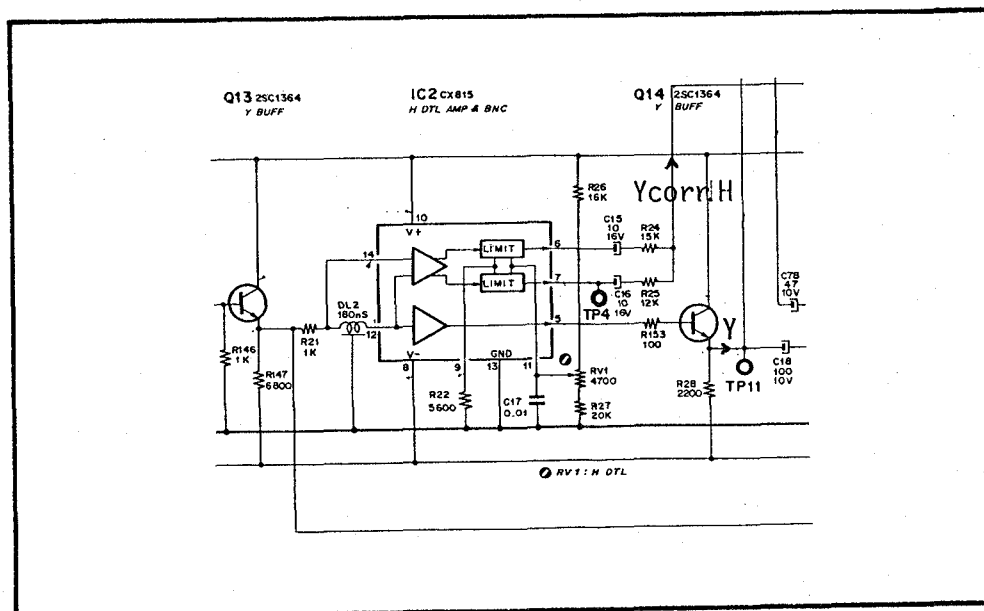 Q13 2SC1364
Y BUFF
IC2 CX815
H DTL AMP & BNC
Q14 2SC1364
Y BUFF
R26
16K
Ycorr.H
10
V+
C15
10
16V
R24
15K
6
LIMIT
14
7
LIMIT
C16
10
16V
R25
12K
C78
47
10V
TP4
DL2
180nS
R21
1K
1
12
5
R153
100
Y
R146
1K
R147
6800
V-
8
9
GND
13
11
RV1
4700
C18
100
10V
TP11
R28
2200
R22
5600
C17
0.01
R27
20K
RV1: H DTL